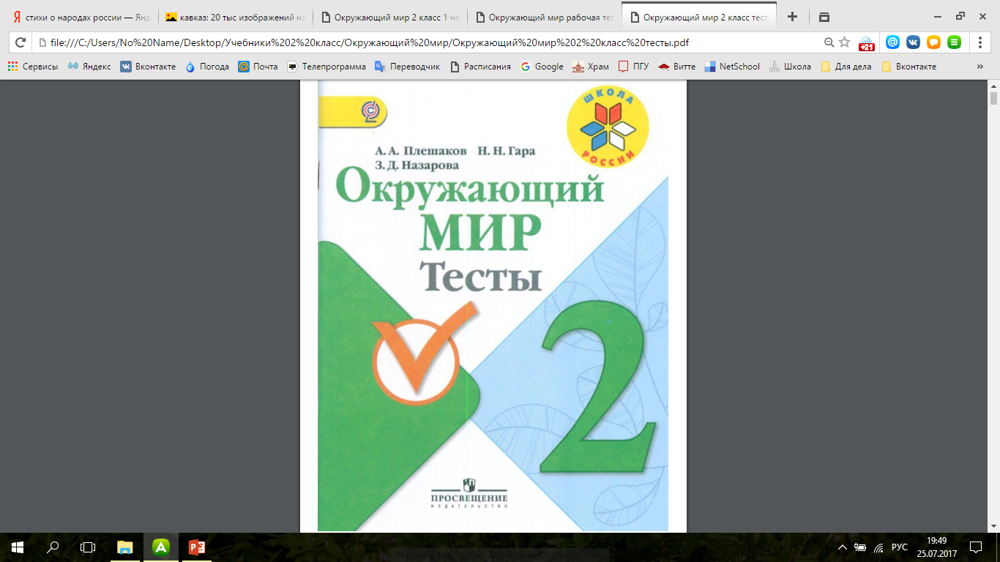 стихи о народах россии — Янд
кавказ: 20 тыс изображений на
Окружающий мир 2 класс 1 ча
Окружающий мир рабочая тет
Окружающий мир 2 класс тесты
file:///C:/Users/No%20Name/Desktop/Учебники%202%20класс/Окружающий%20мир/Окружающий%20мир%202%20класс%20тесты.pdf
+21
Сервисы Яндекс Вконтакте Погода Почта Телепрограмма Переводчик Расписания Google Храм ПГУ Витте NetSchool Школа Для дела Вконтакте »
ШКОЛА
РОССИИ
А. А. Плешаков Н. Н. Гара
З. Д. Назарова
Окружающий
МИР
Тесты
2
ПРОСВЕЩЕНИЕ
ИЗДАТЕЛЬСТВО
РУС
19:49
25.07.2017